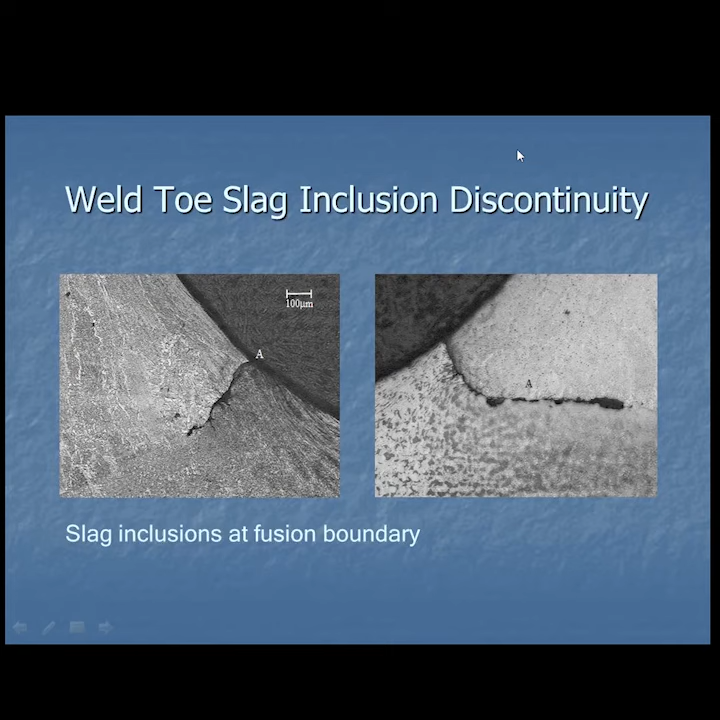 Weld Toe Slag Inclusion Discontinuity
100μm
A
A
Slag inclusions at fusion boundary